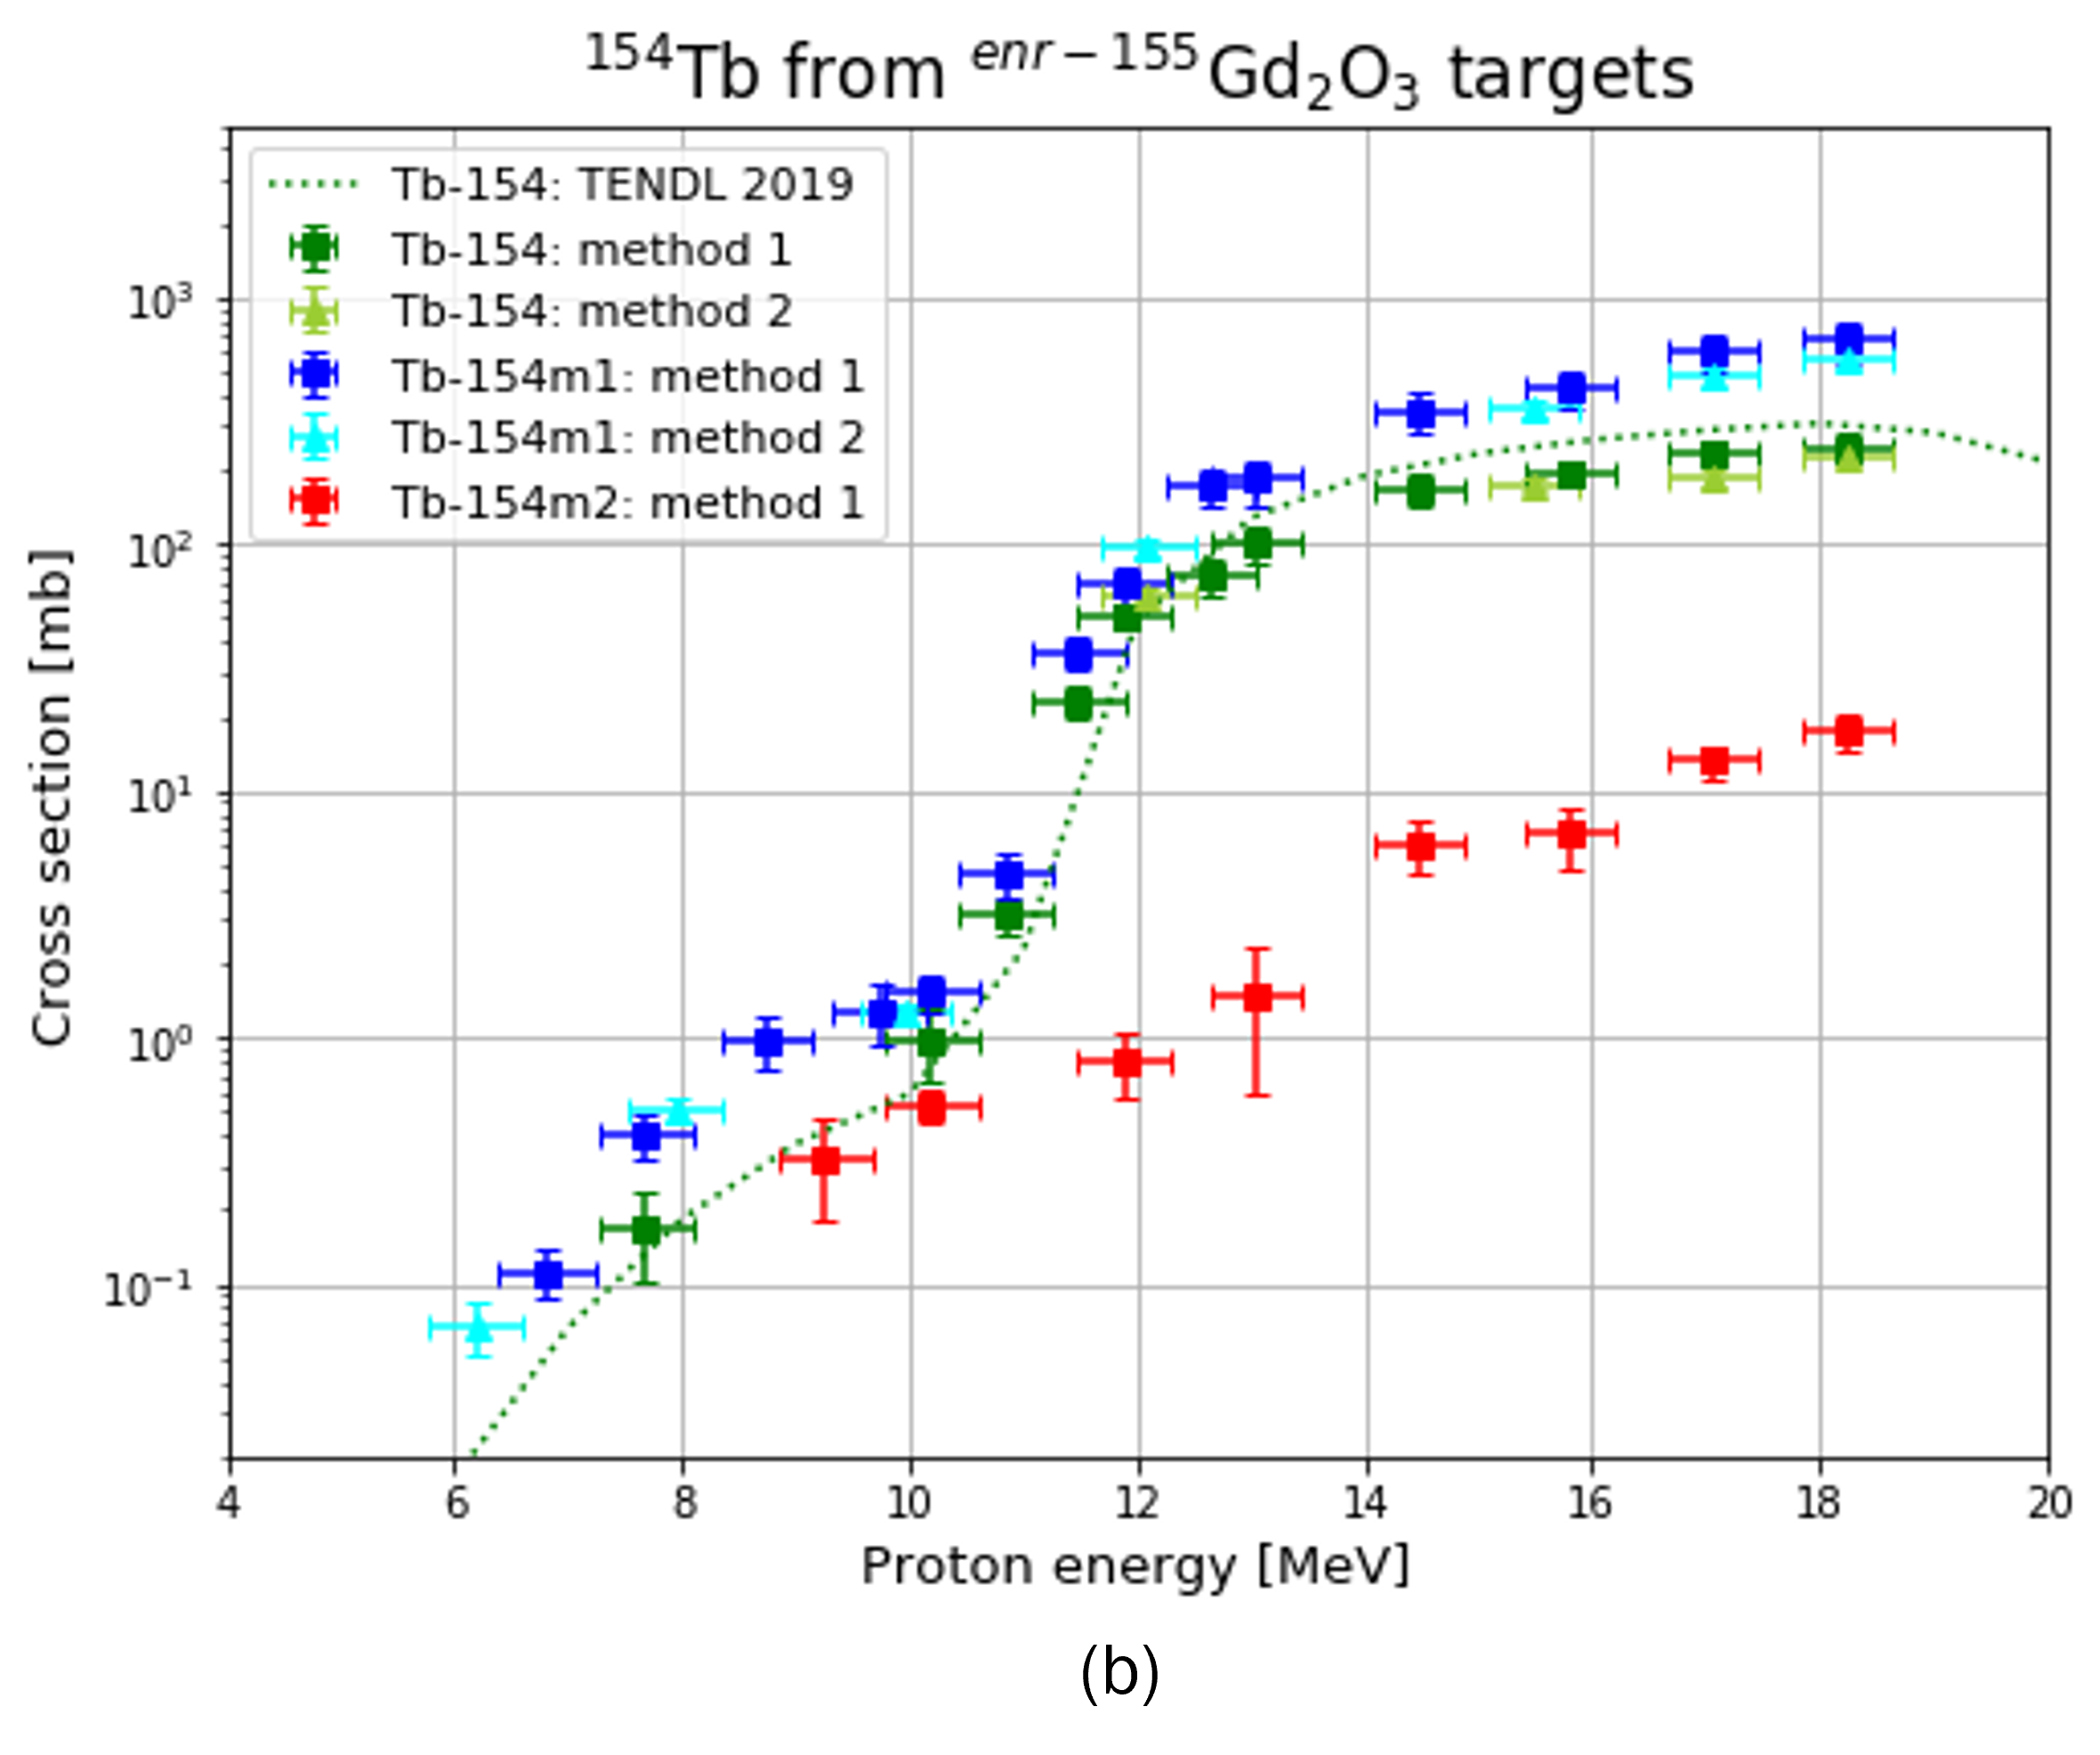 ¹⁵⁴Tb from ᵉⁿʳ⁻¹⁵⁵Gd₂O₃ targets
Tb-154: TENDL 2019
Tb-154: method 1
Tb-154: method 2
Tb-154m1: method 1
Tb-154m1: method 2
Tb-154m2: method 1
Cross section [mb]
10³
10²
10¹
10⁰
10⁻¹
4 6 8 10 12 14 16 18 20
Proton energy [MeV]
(b)